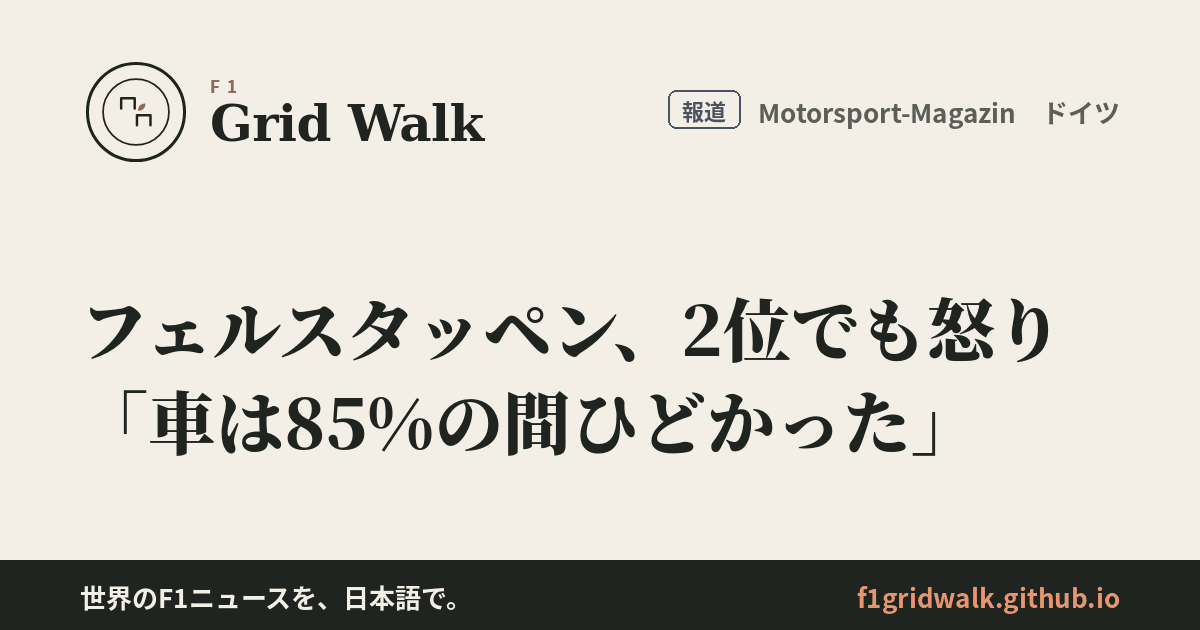 F1
Grid Walk
報道 Motorsport-Magazin ドイツ
フェルスタッペン、2位でも怒り
「車は85%の間ひどかった」
世界のF1ニュースを、日本語で。
f1gridwalk.github.io